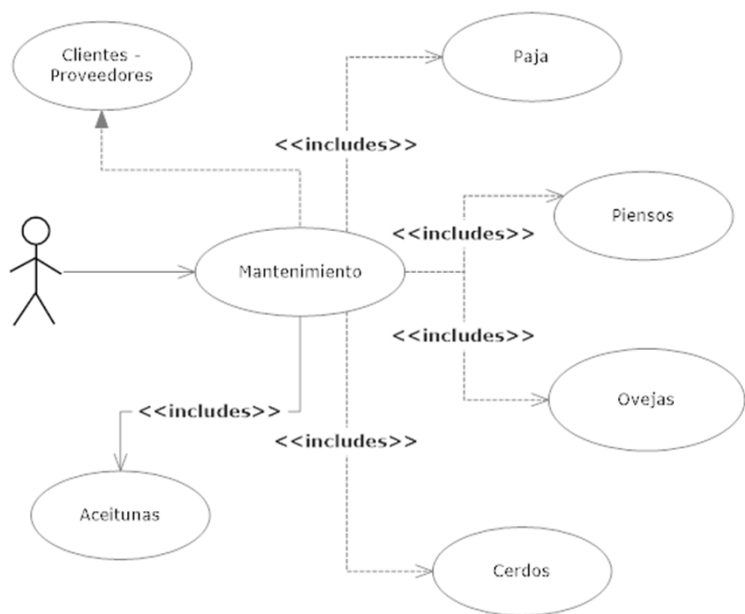 Clientes -
Proveedores
Paja
<<includes>>
Piensos
<<includes>>
Mantenimiento
<<includes>>
Ovejas
<<includes>>
<<includes>>
Aceitunas
Cerdos